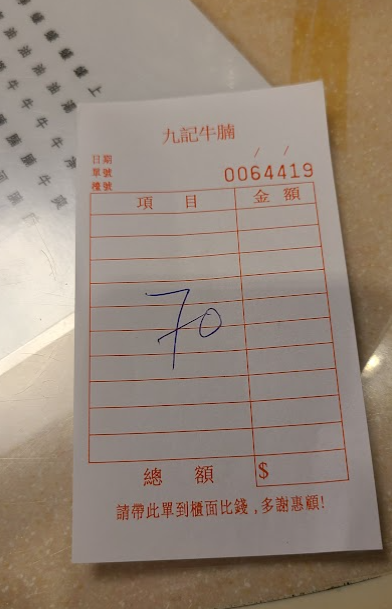 九記牛腩
日期 / /
單號 0064419
檯號
項 目 金 額
70
總 額 $
請帶此單到櫃面比錢,多謝惠顧!